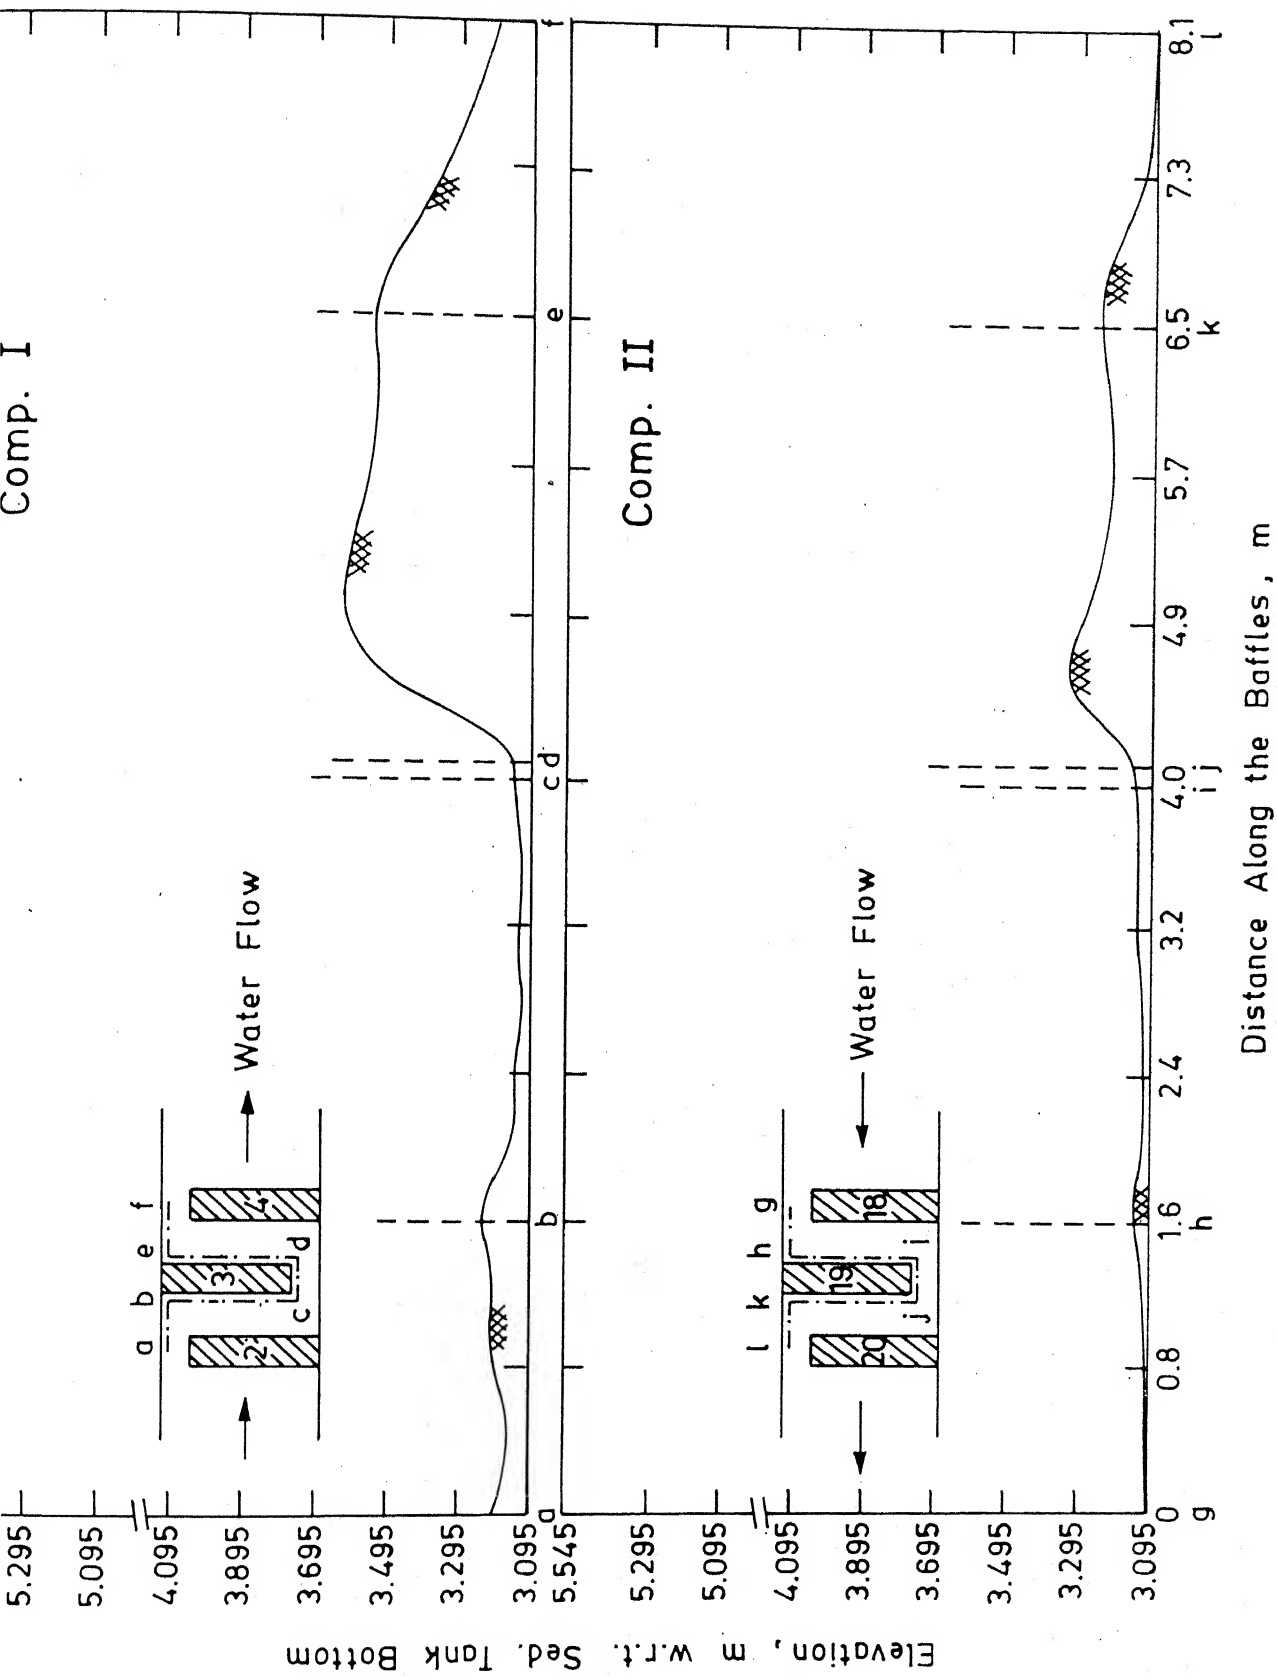 Comp. I
5.295
5.095
4.095
3.895
3.695
3.495
3.295
3.095
a b e f
2 3 4
c d
Water Flow
a b c d e f
Comp. II
5.545
5.295
5.095
4.095
3.895
3.695
3.295
3.095
l k h g
20 19 18
j i
Water Flow
0 0.8 1.6 2.4 3.2 4.0 4.9 5.7 6.5 7.3 8.1
g h i j k l
Distance Along the Baffles, m
Elevation, m w.r.t. Sed. Tank Bottom